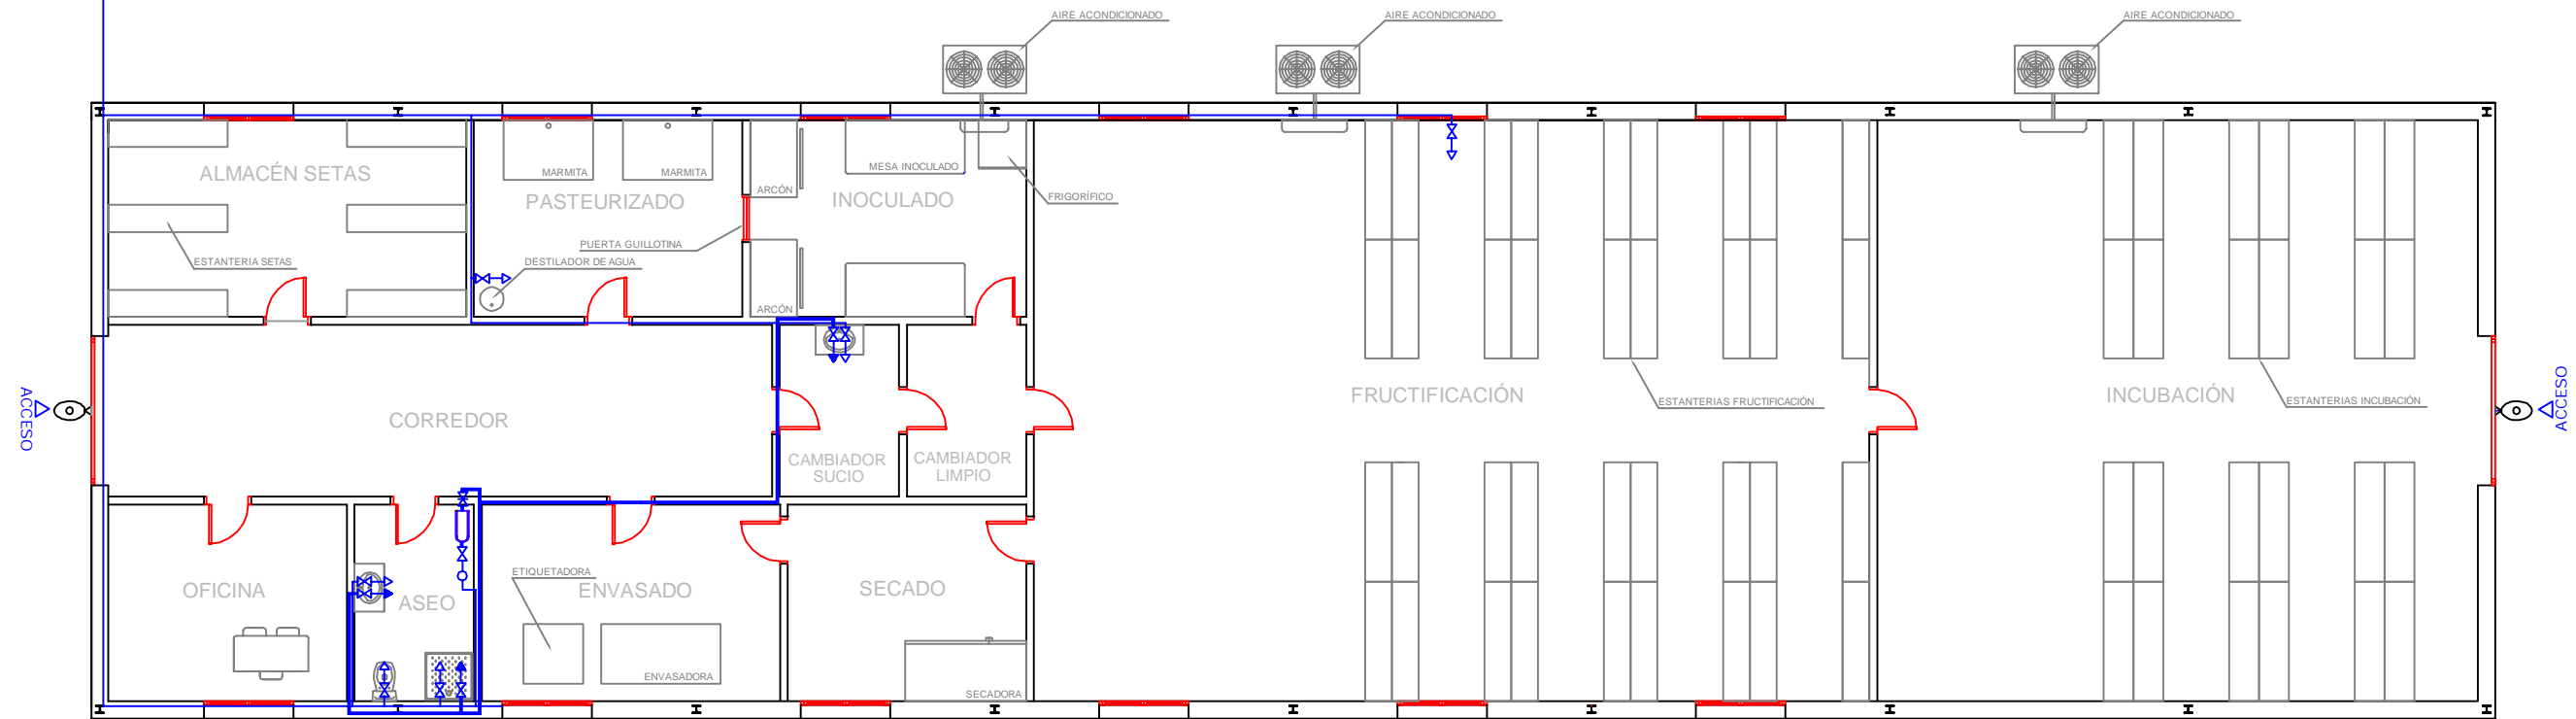 AIRE ACONDICIONADO
AIRE ACONDICIONADO
AIRE ACONDICIONADO
ALMACÉN SETAS
MARMITA
MARMITA
PASTEURIZADO
ARCÓN
MESA INOCULADO
INOCULADO
FRIGORÍFICO
PUERTA GUILLOTINA
ESTANTERIA SETAS
DESTILADOR DE AGUA
ARCÓN
ACCESO
CORREDOR
CAMBIADOR
SUCIO
CAMBIADOR
LIMPIO
FRUCTIFICACIÓN
ESTANTERIAS FRUCTIFICACIÓN
INCUBACIÓN
ESTANTERIAS INCUBACIÓN
ACCESO
OFICINA
ASEO
ETIQUETADORA
ENVASADO
ENVASADORA
SECADO
SECADORA